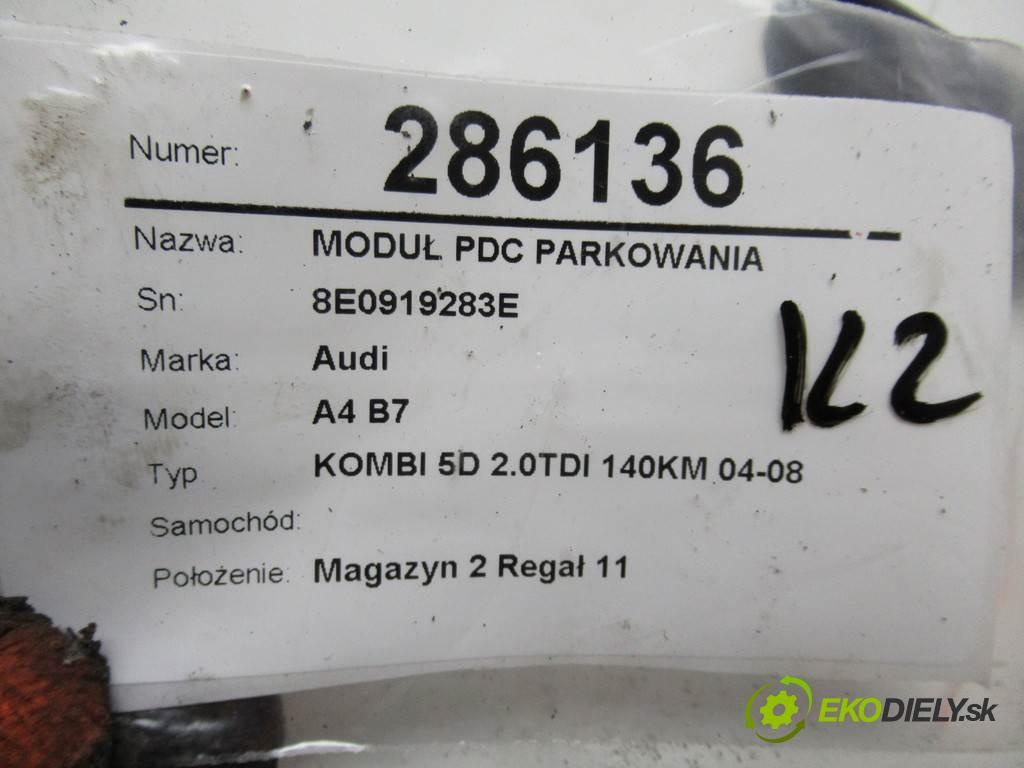 Numer: 286136
Nazwa: MODUŁ PDC PARKOWANIA
Sn: 8E0919283E
Marka: Audi
Model: A4 B7
Typ KOMBI 5D 2.0TDI 140KM 04-08
Samochód:
Położenie: Magazyn 2 Regał 11
K2
EKODIELY.sk